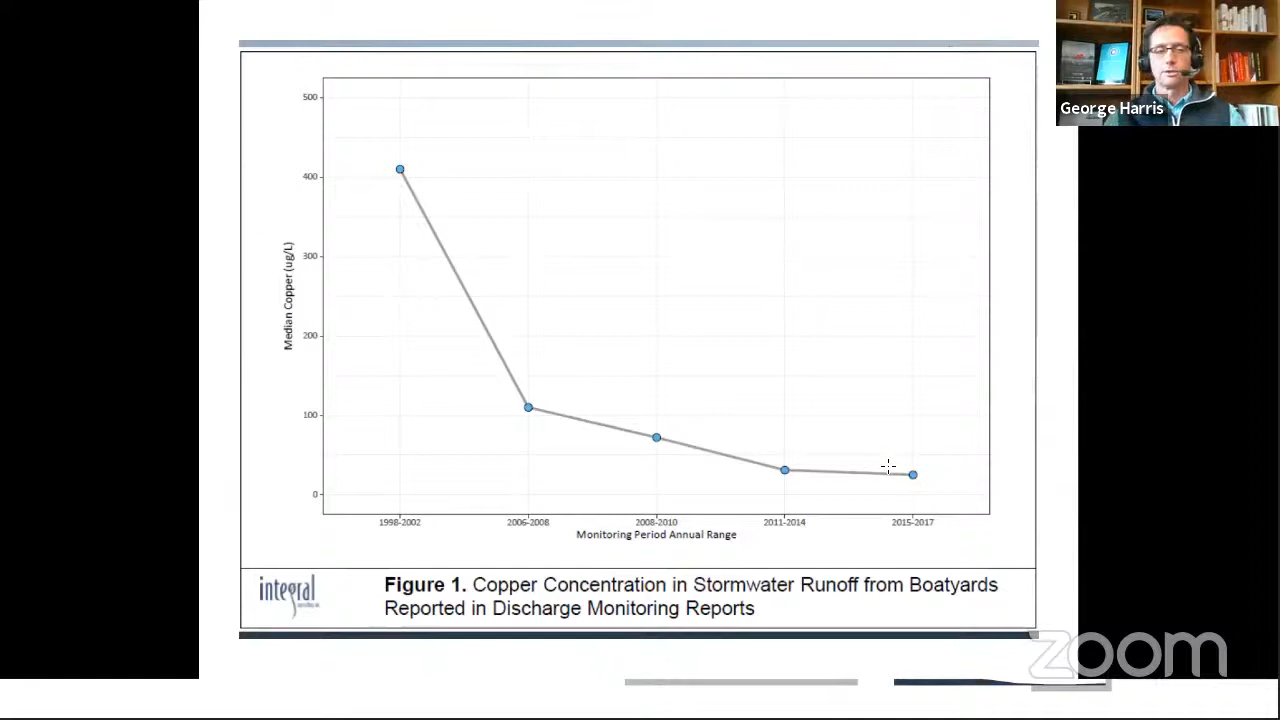 George Harris
500
400
300
200
100
0
Median Copper (ug/L)
1998-2002
2006-2008
2008-2010
2011-2014
2015-2017
Monitoring Period Annual Range
integral
Figure 1. Copper Concentration in Stormwater Runoff from Boatyards
Reported in Discharge Monitoring Reports
zoom